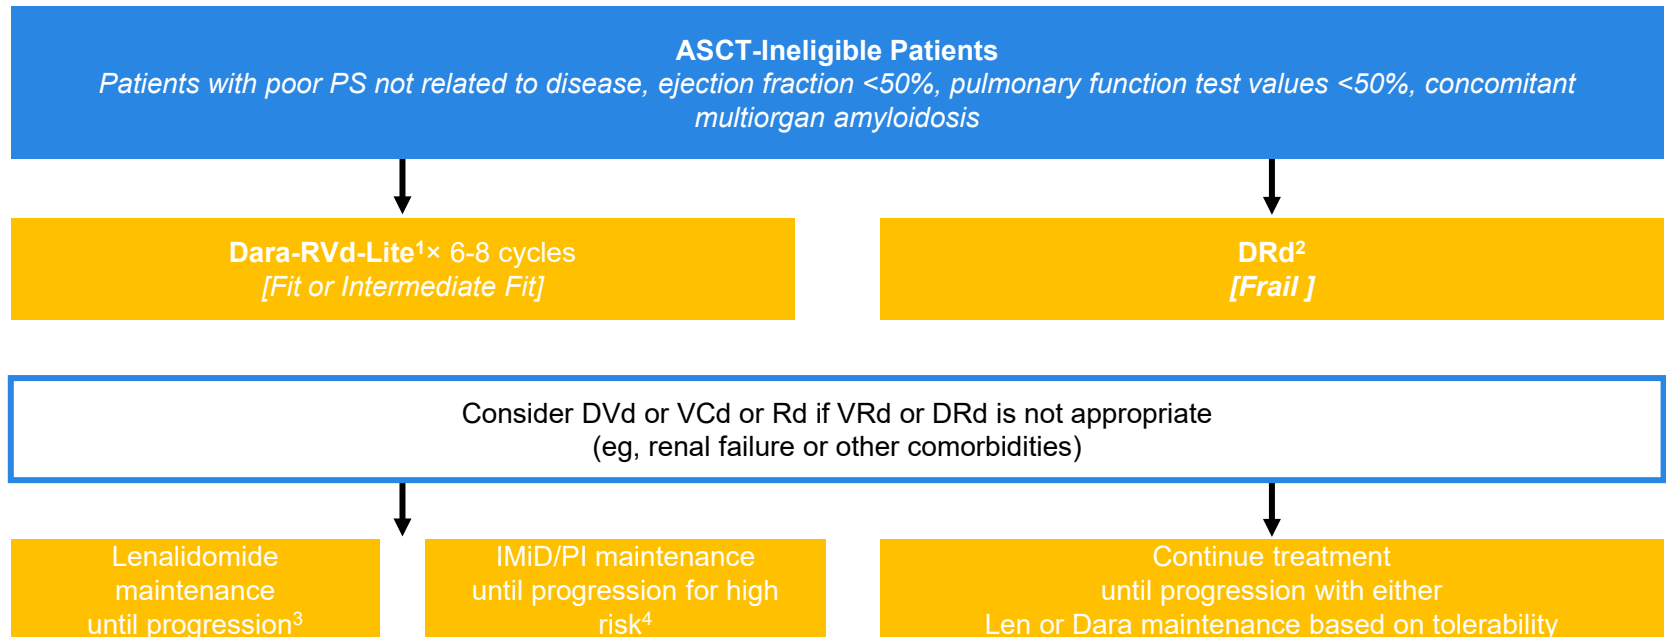 ASCT-Ineligible Patients
Patients with poor PS not related to disease, ejection fraction <50%, pulmonary function test values <50%, concomitant
multiorgan amyloidosis
Dara-RVd-Lite¹× 6-8 cycles
[Fit or Intermediate Fit]
DRd²
[Frail ]
Consider DVd or VCd or Rd if VRd or DRd is not appropriate
(eg, renal failure or other comorbidities)
Lenalidomide
maintenance
until progression³
IMiD/PI maintenance
until progression for high
risk⁴
Continue treatment
until progression with either
Len or Dara maintenance based on tolerability